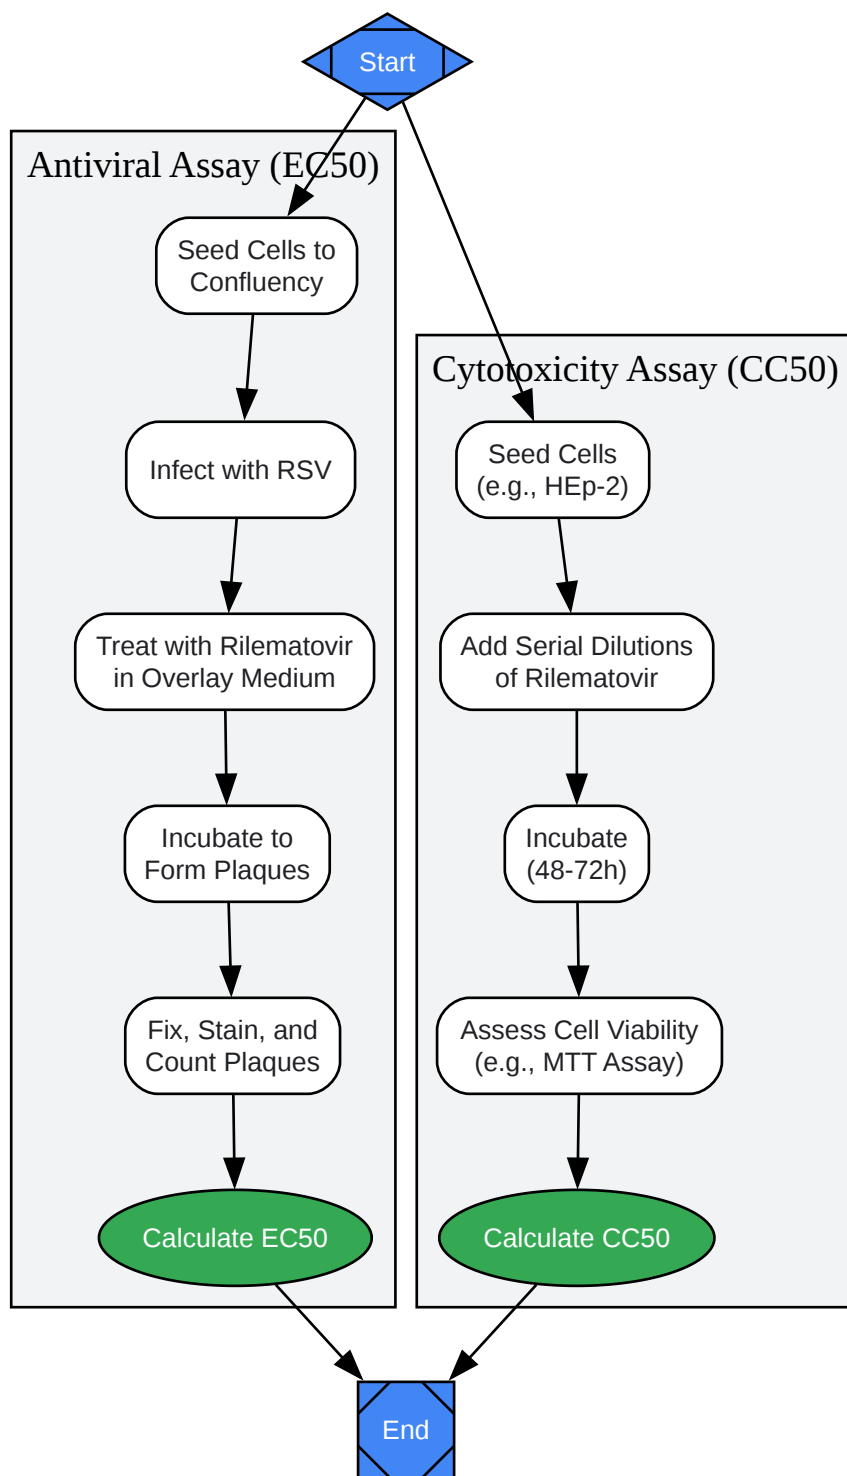 Start
Antiviral Assay (EC50)
Seed Cells to
Confluency
Infect with RSV
Treat with Rilematovir
in Overlay Medium
Incubate to
Form Plaques
Fix, Stain, and
Count Plaques
Calculate EC50
Cytotoxicity Assay (CC50)
Seed Cells
(e.g., HEp-2)
Add Serial Dilutions
of Rilematovir
Incubate
(48-72h)
Assess Cell Viability
(e.g., MTT Assay)
Calculate CC50
End